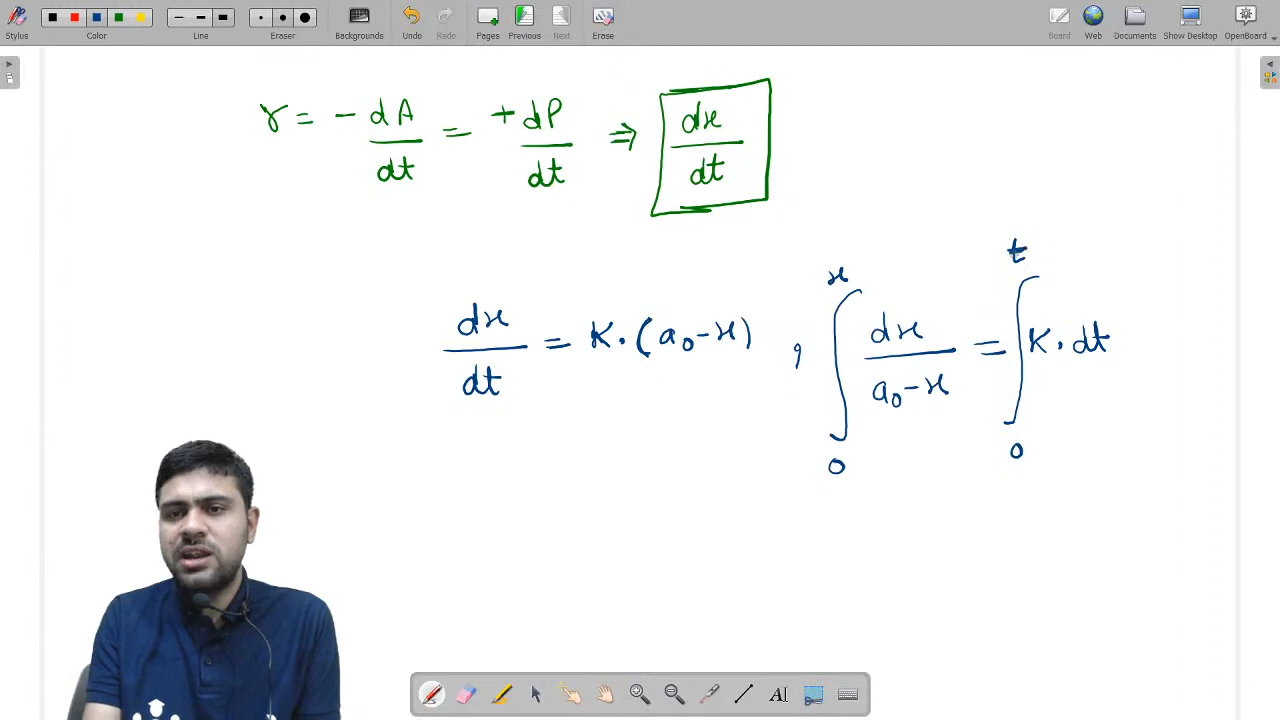 Stylus Color Line Eraser Backgrounds Undo Redo Pages Previous Next Erase Board Web Documents Show Desktop OpenBoard
r = - dA/dt = + dP/dt ⇒ dx/dt
dx/dt = K.(a₀-x) , ∫₀ˣ dx/(a₀-x) = ∫₀ᵗ K.dt
AI